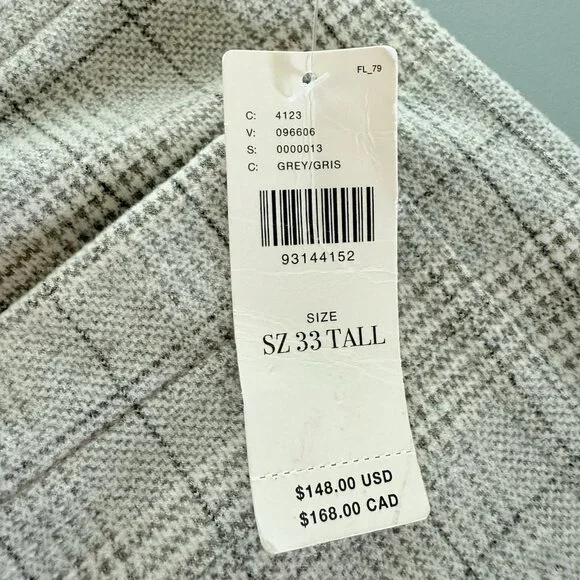 FL_79
C: 4123
V: 096606
S: 0000013
C: GREY/GRIS
93144152
SIZE
SZ 33 TALL
$148.00 USD
$168.00 CAD